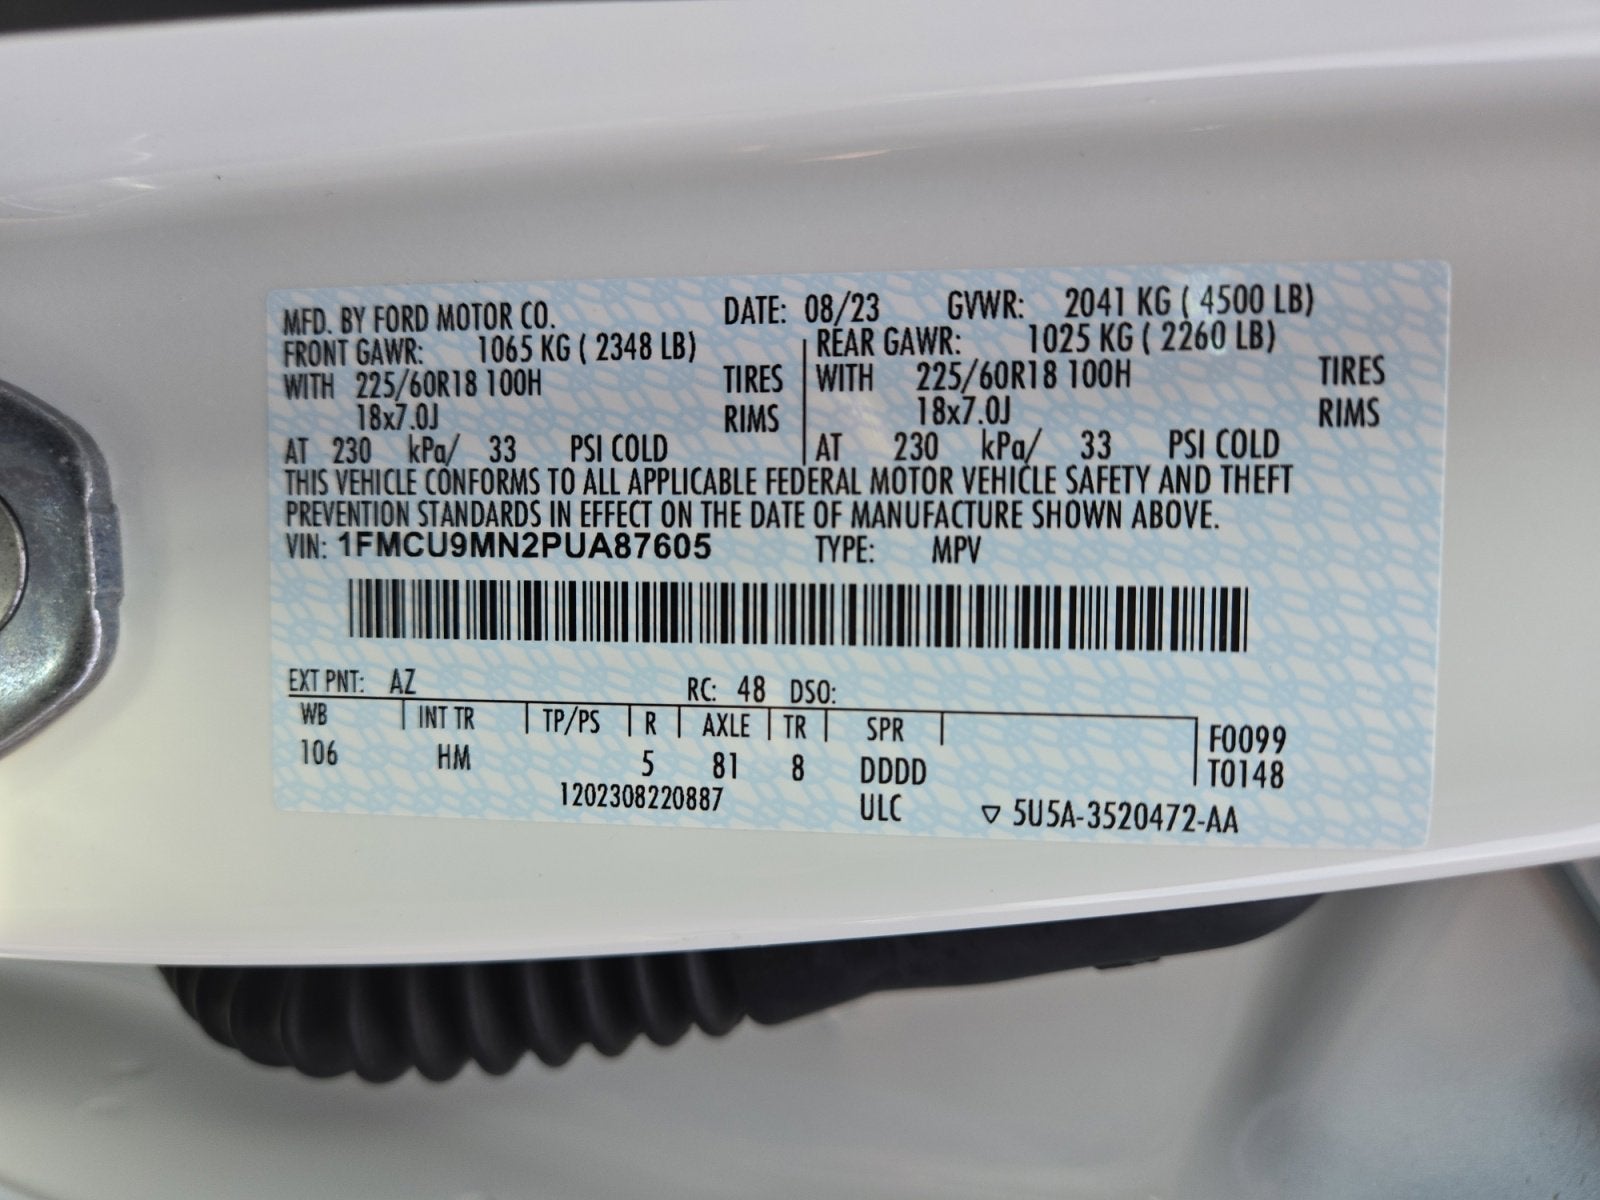 MFD. BY FORD MOTOR CO. DATE: 08/23 GVWR: 2041 KG ( 4500 LB)
FRONT GAWR: 1065 KG ( 2348 LB) REAR GAWR: 1025 KG ( 2260 LB)
WITH 225/60R18 100H TIRES WITH 225/60R18 100H TIRES
18x7.0J RIMS 18x7.0J RIMS
AT 230 kPa/ 33 PSI COLD AT 230 kPa/ 33 PSI COLD
THIS VEHICLE CONFORMS TO ALL APPLICABLE FEDERAL MOTOR VEHICLE SAFETY AND THEFT
PREVENTION STANDARDS IN EFFECT ON THE DATE OF MANUFACTURE SHOWN ABOVE.
VIN: 1FMCU9MN2PUA87605 TYPE: MPV
EXT PNT: AZ RC: 48 DSO:
WB INT TR TP/PS R AXLE TR SPR F0099
106 HM 5 81 8 DDDD T0148
1202308220887 ULC ▽ 5U5A-3520472-AA